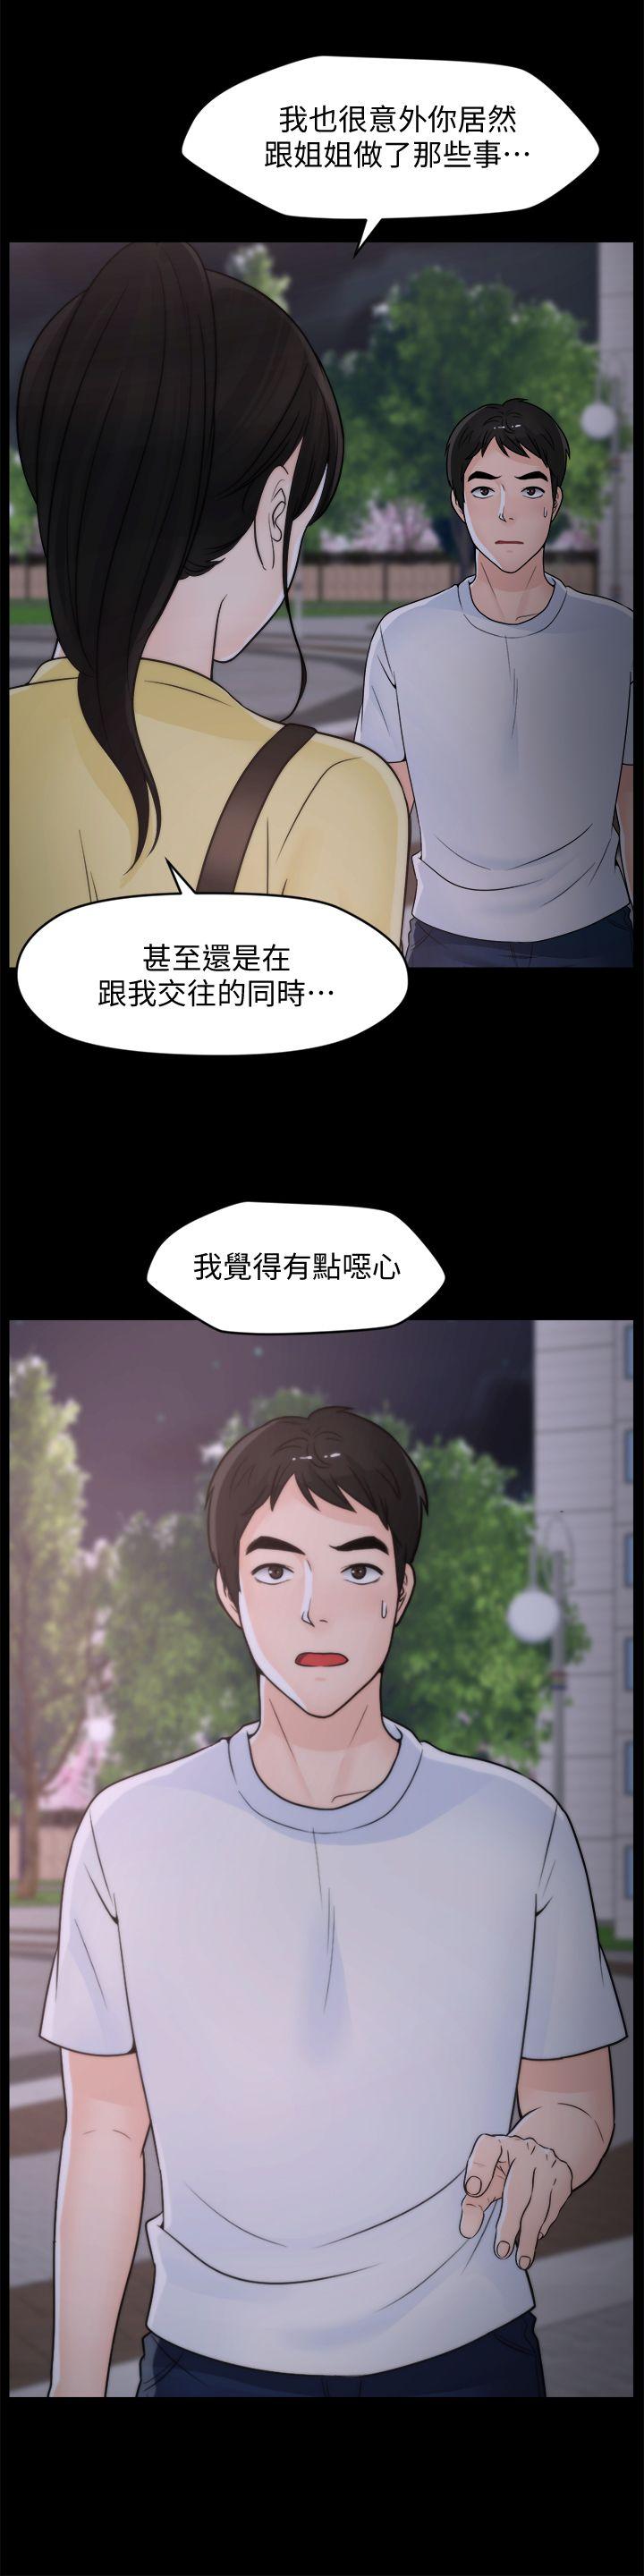 我也很意外你居然
跟姐姐做了那些事⋯
甚至還是在
跟我交往的同時⋯
我覺得有點噁心